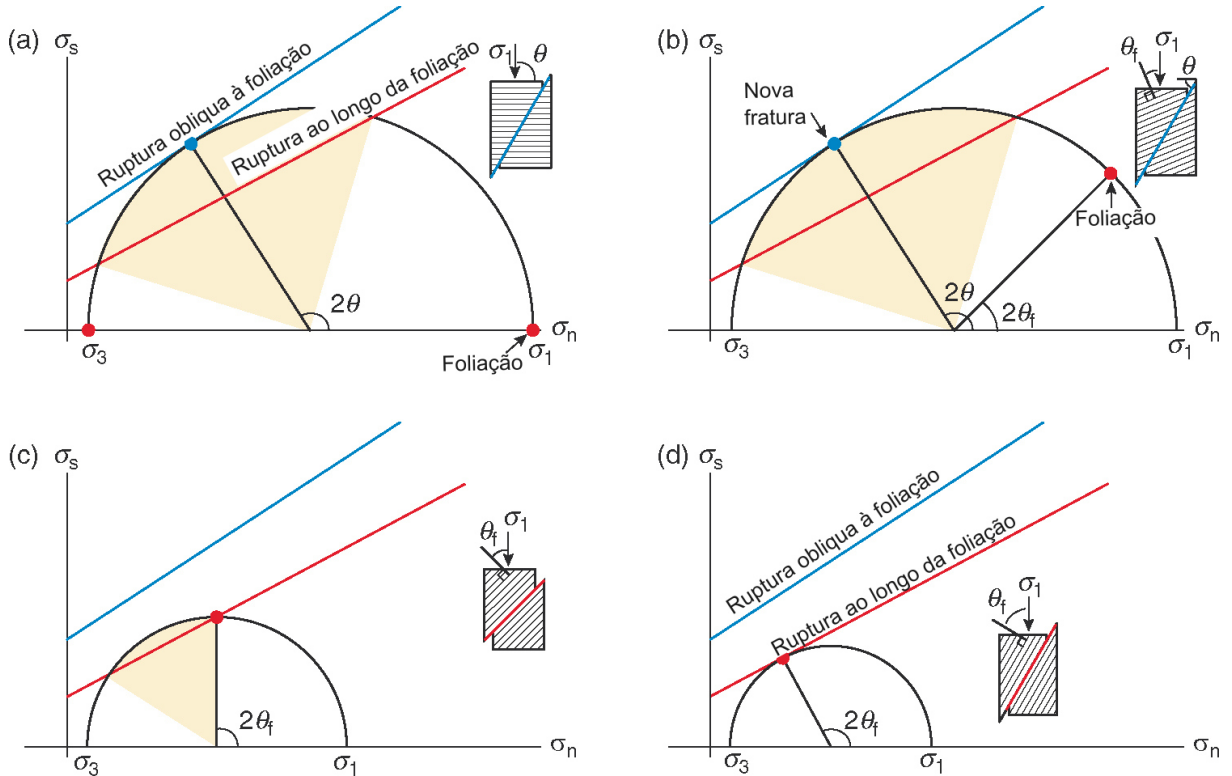 (a)
σs
Ruptura obliqua à foliação
Ruptura ao longo da foliação
σ1
θ
2θ
σ3
Foliação
σ1
σn
(b)
σs
Nova
fratura
θf
σ1
θ
Foliação
2θ
2θf
σ3
σ1
σn
(c)
σs
θf
σ1
2θf
σ3
σ1
σn
(d)
σs
Ruptura obliqua à foliação
Ruptura ao longo da foliação
θf
σ1
2θf
σ3
σ1
σn